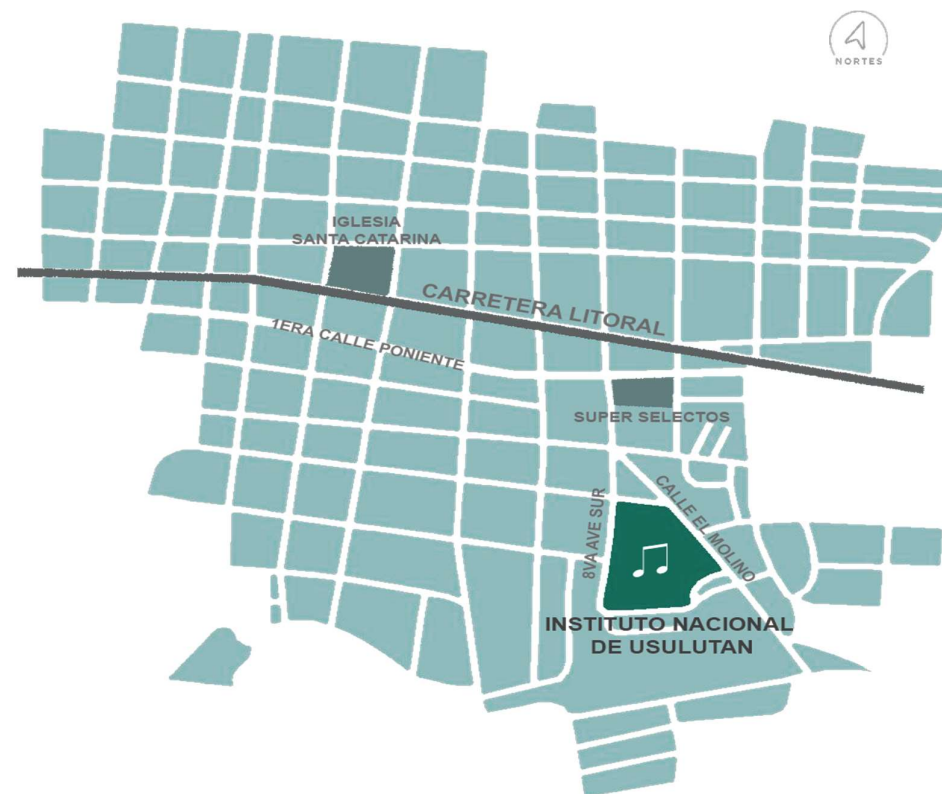 NORTES
IGLESIA
SANTA CATARINA
CARRETERA LITORAL
1ERA CALLE PONIENTE
SUPER SELECTOS
8VA AVE SUR
CALLE EL MOLINO
INSTITUTO NACIONAL
DE USULUTAN